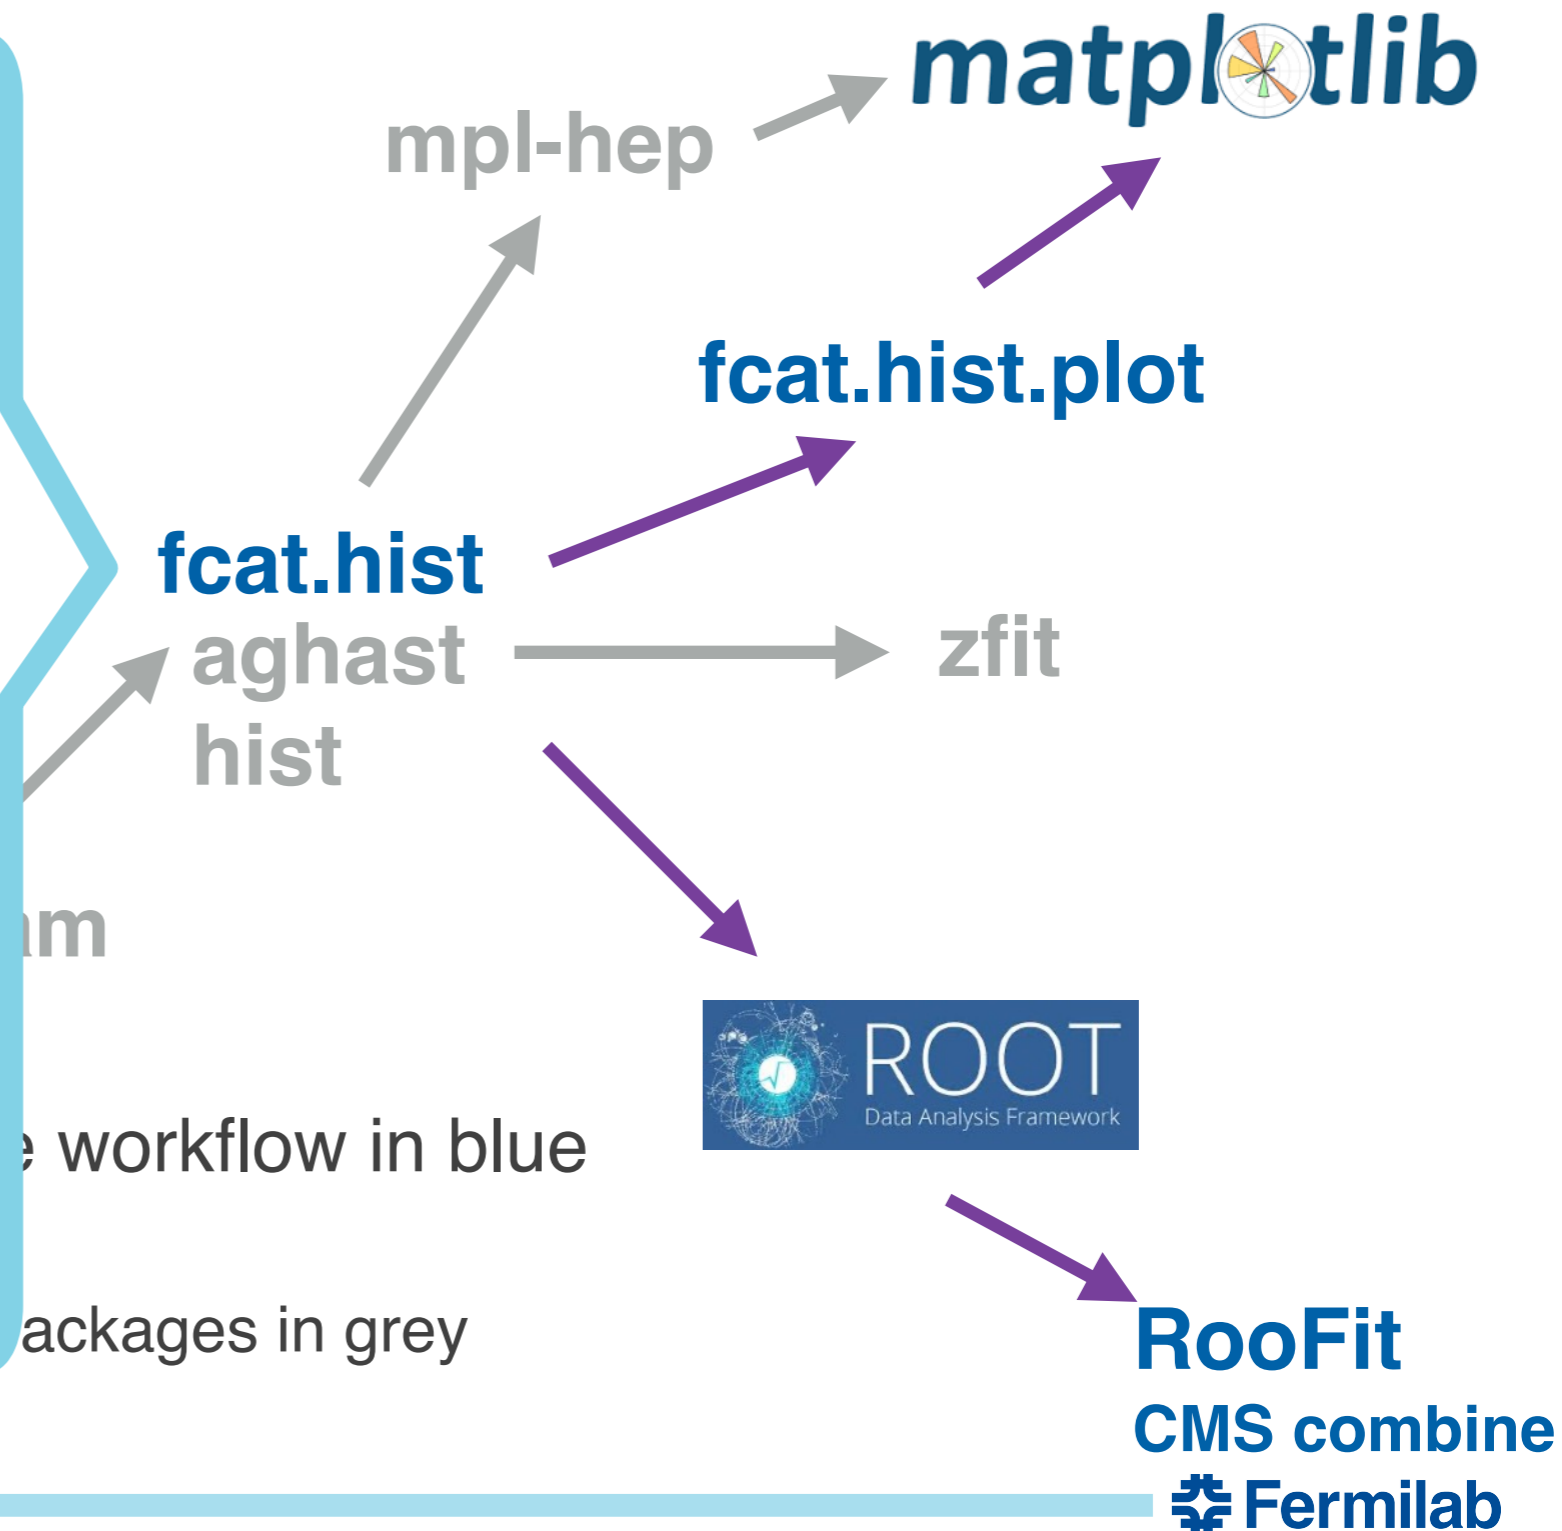 matplotlib
mpl-hep
fcat.hist.plot
fcat.hist
aghast
zfit
hist
ROOT
Data Analysis Framework
workflow in blue
ackages in grey
RooFit
CMS combine
Fermilab